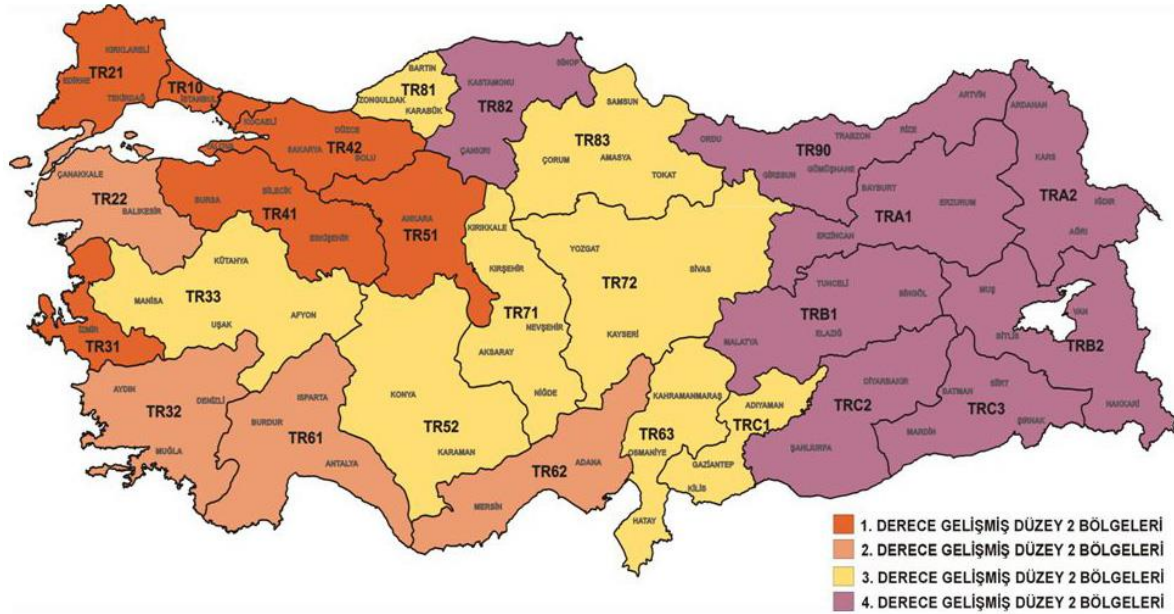 KIRKLARELİ
EDİRNE
TR21
TEKİRDAĞ
TR10
İSTANBUL
KOCAELİ
YALOVA
DÜZCE
SAKARYA
TR42
BOLU
BARTIN
TR81
ZONGULDAK
KARABÜK
KASTAMONU
SİNOP
TR82
ÇANKIRI
SAMSUN
TR83
ÇORUM
AMASYA
TOKAT
ORDU
TR90
TRABZON
RİZE
ARTVİN
GİRESUN
GÜMÜŞHANE
ARDAHAN
KARS
TRA2
IĞDIR
AĞRI
BAYBURT
TRA1
ERZURUM
ERZİNCAN
ÇANAKKALE
TR22
BALIKESİR
BURSA
BİLECİK
TR41
ESKİŞEHİR
ANKARA
TR51
KIRIKKALE
KIRŞEHİR
TR71
NEVŞEHİR
AKSARAY
NİĞDE
YOZGAT
TR72
SİVAS
KAYSERİ
TUNCELİ
BİNGÖL
TRB1
MALATYA
ELAZIĞ
MUŞ
VAN
BİTLİS
TRB2
HAKKARİ
KÜTAHYA
MANİSA
TR33
UŞAK
AFYON
İZMİR
TR31
AYDIN
DENİZLİ
TR32
MUĞLA
ISPARTA
BURDUR
TR61
ANTALYA
KONYA
TR52
KARAMAN
ADANA
TR62
MERSİN
KAHRAMANMARAŞ
TR63
OSMANİYE
HATAY
ADIYAMAN
TRC1
GAZİANTEP
KİLİS
DİYARBAKIR
TRC2
ŞANLIURFA
BATMAN
SİİRT
TRC3
MARDİN
ŞIRNAK
1. DERECE GELİŞMİŞ DÜZEY 2 BÖLGELERİ
2. DERECE GELİŞMİŞ DÜZEY 2 BÖLGELERİ
3. DERECE GELİŞMİŞ DÜZEY 2 BÖLGELERİ
4. DERECE GELİŞMİŞ DÜZEY 2 BÖLGELERİ